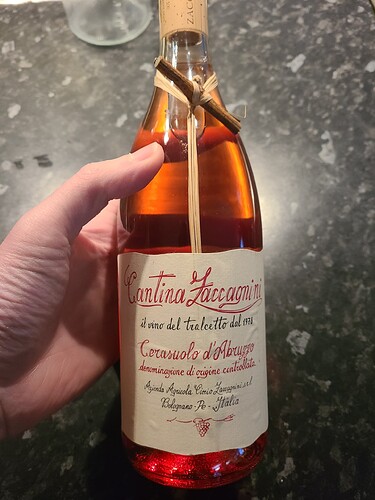 ZACC
Cantina Zaccagnini
il vino del tralcetto dal 1978
Cerasuolo d'Abruzzo
denominazione di origine controllata
Azienda Agricola Ciccio Zaccagnini s.r.l.
Bolognano - Pe - Italia